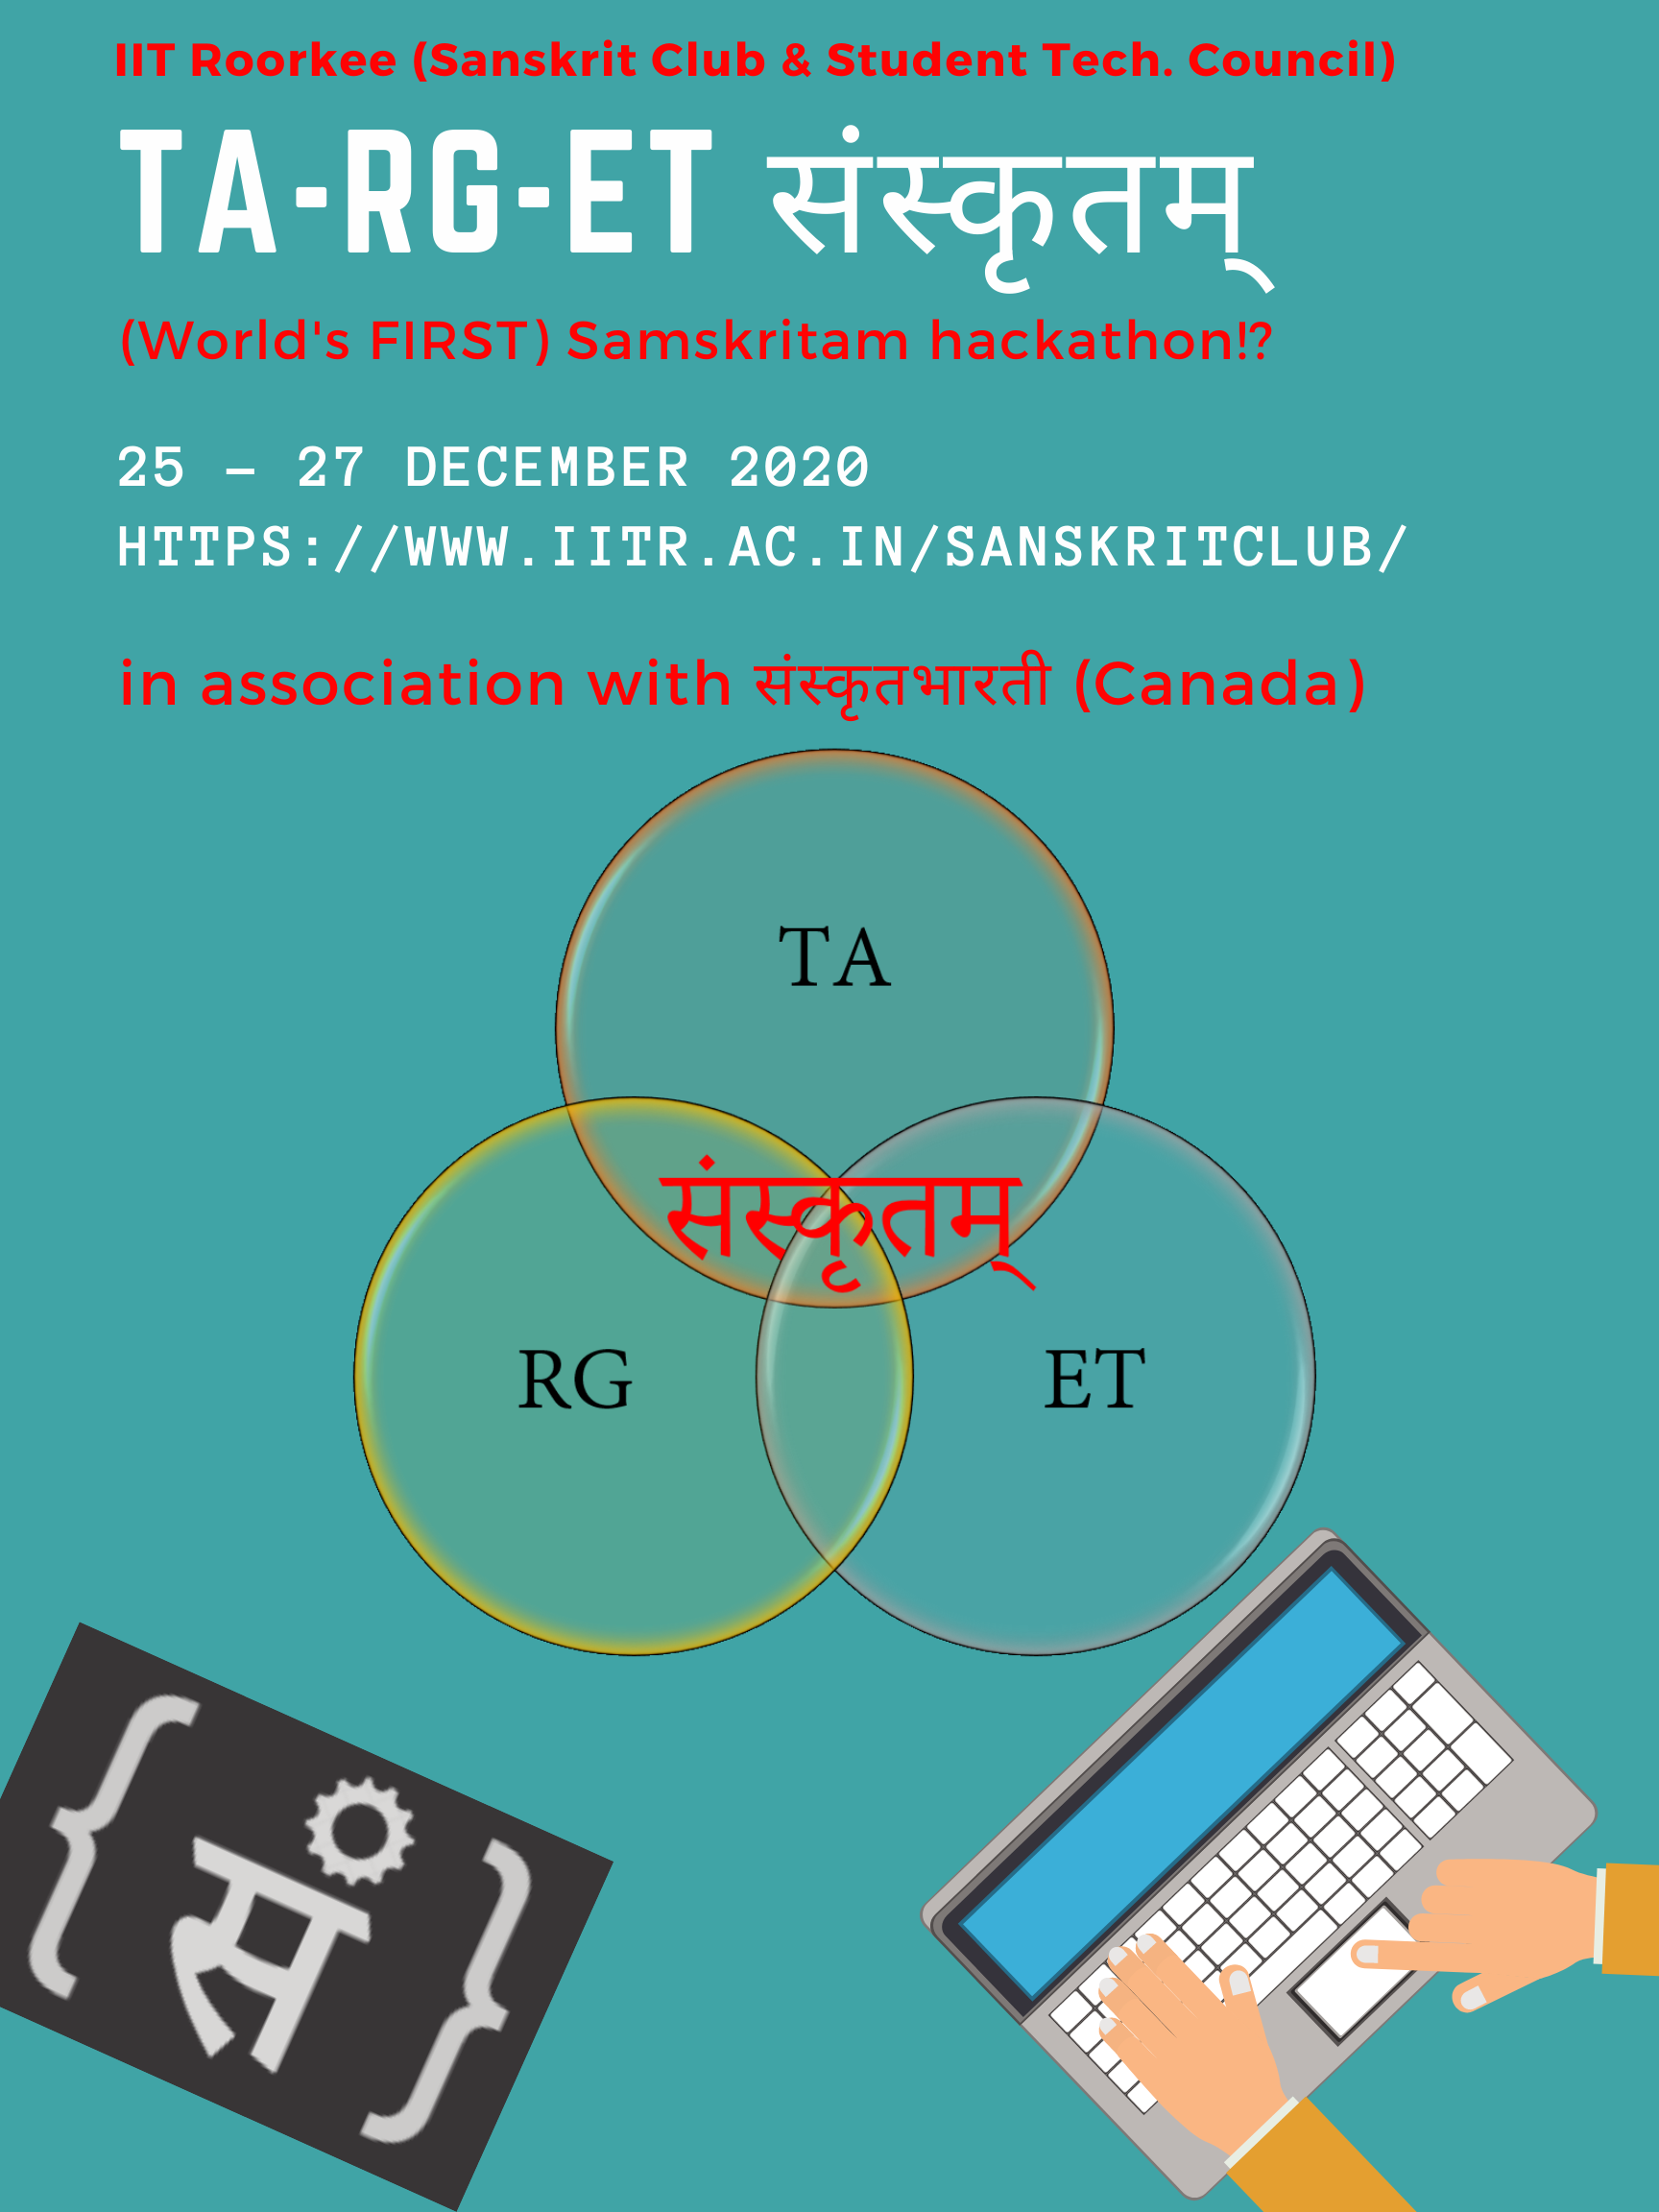 IIT Roorkee (Sanskrit Club & Student Tech. Council)
TA-RG-ET संस्कृतम्
(World's FIRST) Samskritam hackathon!?
25 – 27 DECEMBER 2020
HTTPS://WWW.IITR.AC.IN/SANSKRITCLUB/
in association with संस्कृतभारती (Canada)
TA
संस्कृतम्
RG ET
{स}